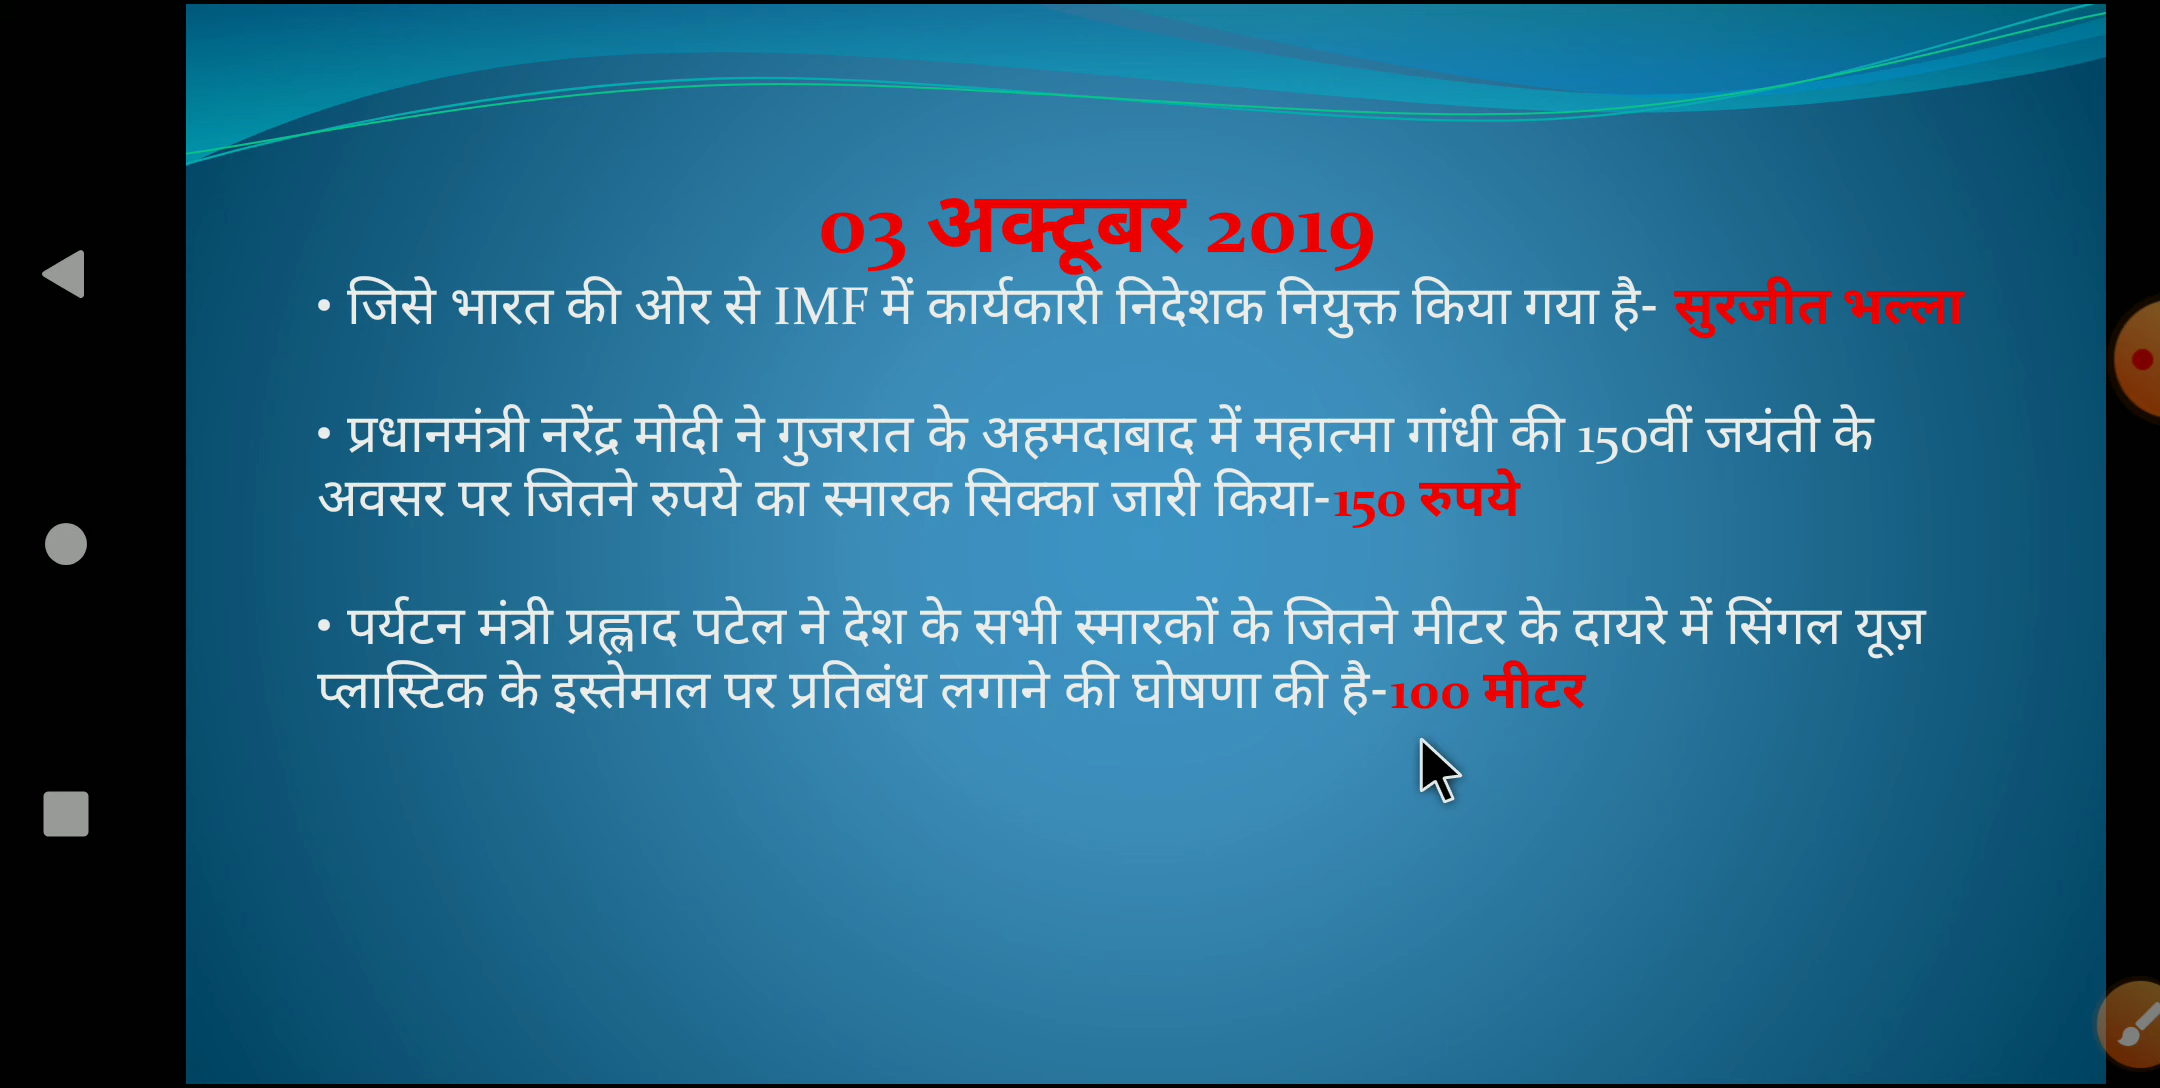 03 अक्टूबर 2019
• जिसे भारत की ओर से IMF में कार्यकारी निदेशक नियुक्त किया गया है- सुरजीत भल्ला
• प्रधानमंत्री नरेंद्र मोदी ने गुजरात के अहमदाबाद में महात्मा गांधी की 150वीं जयंती के
अवसर पर जितने रुपये का स्मारक सिक्का जारी किया-150 रुपये
• पर्यटन मंत्री प्रह्लाद पटेल ने देश के सभी स्मारकों के जितने मीटर के दायरे में सिंगल यूज़
प्लास्टिक के इस्तेमाल पर प्रतिबंध लगाने की घोषणा की है-100 मीटर